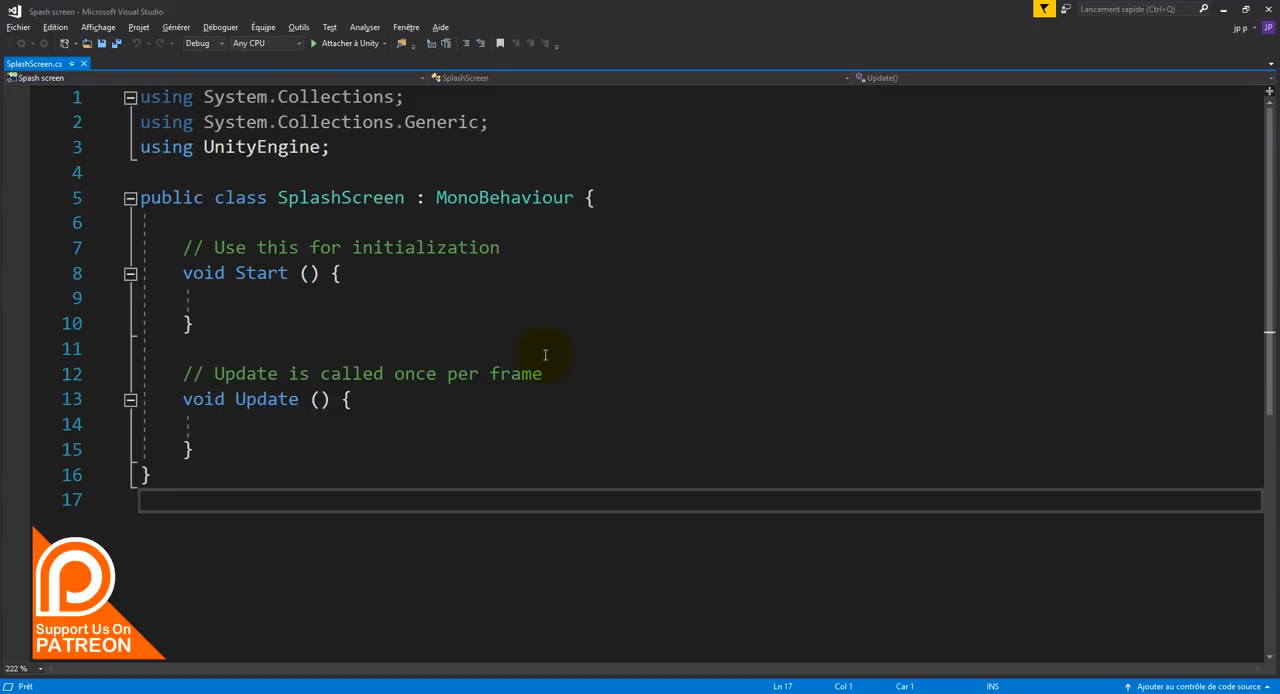 Spash screen - Microsoft Visual Studio
Lancement rapide (Ctrl+Q)
Fichier Edition Affichage Projet Générer Déboguer Équipe Outils Test Analyser Fenêtre Aide
jp p JP
Debug Any CPU Attacher à Unity
SplashScreen.cs
Spash screen SplashScreen Update()
1 using System.Collections;
2 using System.Collections.Generic;
3 using UnityEngine;
4
5 public class SplashScreen : MonoBehaviour {
6
7 // Use this for initialization
8 void Start () {
9
10 }
11
12 // Update is called once per frame
13 void Update () {
14
15 }
16 }
17
Support Us On
PATREON
222 %
Prêt Ln 17 Col 1 Car 1 INS Ajouter au contrôle de code source